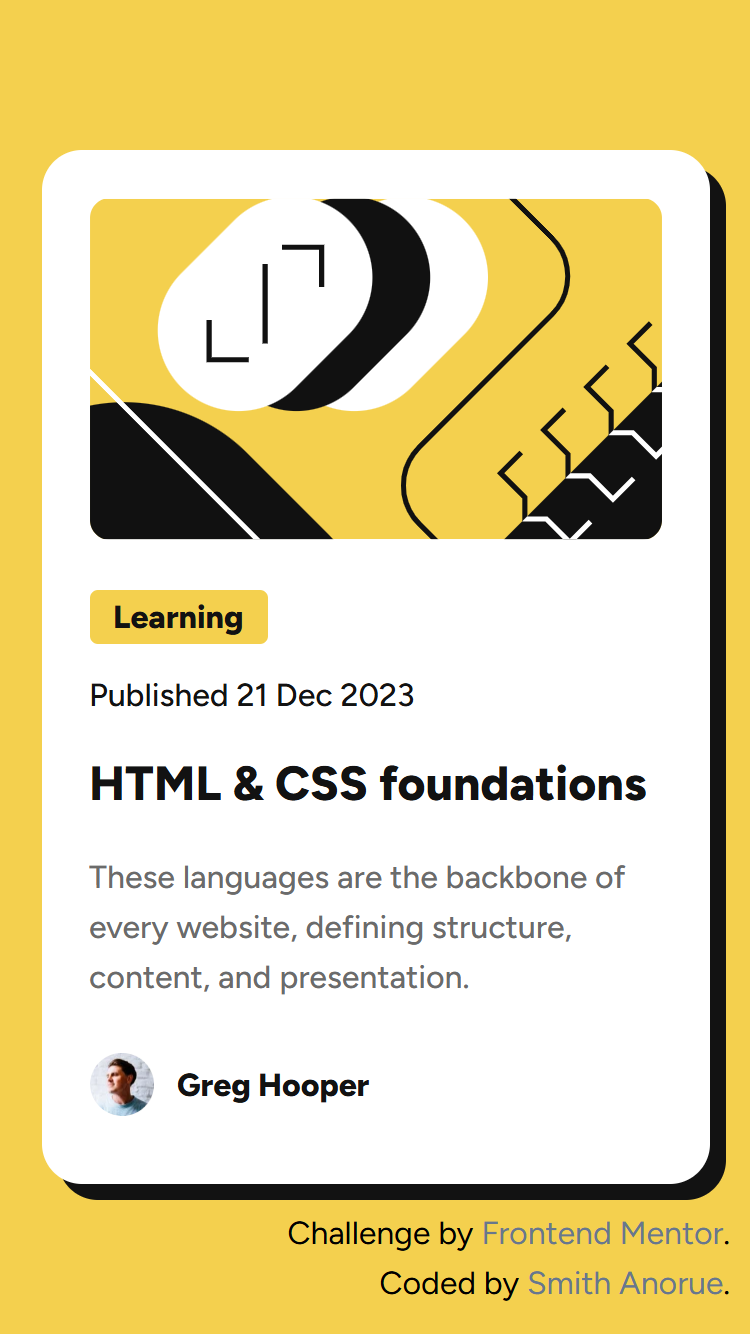 Learning
Published 21 Dec 2023
HTML & CSS foundations
These languages are the backbone of
every website, defining structure,
content, and presentation.
Greg Hooper
Challenge by Frontend Mentor.
Coded by Smith Anorue.